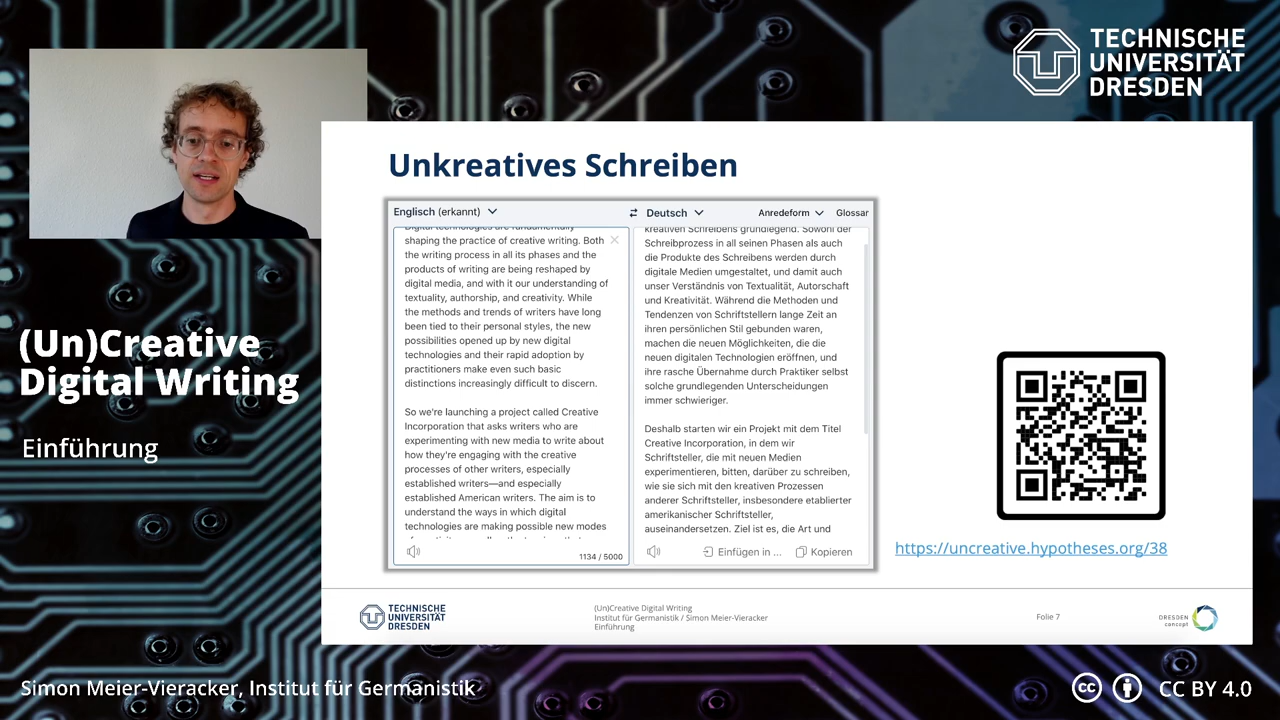 TECHNISCHE
UNIVERSITÄT
DRESDEN
(Un)Creative
Digital Writing
Einführung
Unkreatives Schreiben
Englisch (erkannt)
Deutsch
Anredeform
Glossar
Digital technologies are fundamentally
shaping the practice of creative writing. Both
the writing process in all its phases and the
products of writing are being reshaped by
digital media, and with it our understanding of
textuality, authorship, and creativity. While
the methods and trends of writers have long
been tied to their personal styles, the new
possibilities opened up by new digital
technologies and their rapid adoption by
practitioners make even such basic
distinctions increasingly difficult to discern.
So we're launching a project called Creative
Incorporation that asks writers who are
experimenting with new media to write about
how they're engaging with the creative
processes of other writers, especially
established writers—and especially
established American writers. The aim is to
understand the ways in which digital
technologies are making possible new modes
1134 / 5000
kreativen Schreibens grundlegend. Sowohl der
Schreibprozess in all seinen Phasen als auch
die Produkte des Schreibens werden durch
digitale Medien umgestaltet, und damit auch
unser Verständnis von Textualität, Autorschaft
und Kreativität. Während die Methoden und
Tendenzen von Schriftstellern lange Zeit an
ihren persönlichen Stil gebunden waren,
machen die neuen Möglichkeiten, die die
neuen digitalen Technologien eröffnen, und
ihre rasche Übernahme durch Praktiker selbst
solche grundlegenden Unterscheidungen
immer schwieriger.
Deshalb starten wir ein Projekt mit dem Titel
Creative Incorporation, in dem wir
Schriftsteller, die mit neuen Medien
experimentieren, bitten, darüber zu schreiben,
wie sie sich mit den kreativen Prozessen
anderer Schriftsteller, insbesondere etablierter
amerikanischer Schriftsteller,
auseinandersetzen. Ziel ist es, die Art und
Einfügen in ...
Kopieren
https://uncreative.hypotheses.org/38
TECHNISCHE
UNIVERSITÄT
DRESDEN
(Un)Creative Digital Writing
Institut für Germanistik / Simon Meier-Vieracker
Einführung
Folie 7
DRESDEN
concept
Simon Meier-Vieracker, Institut für Germanistik
cc
CC BY 4.0